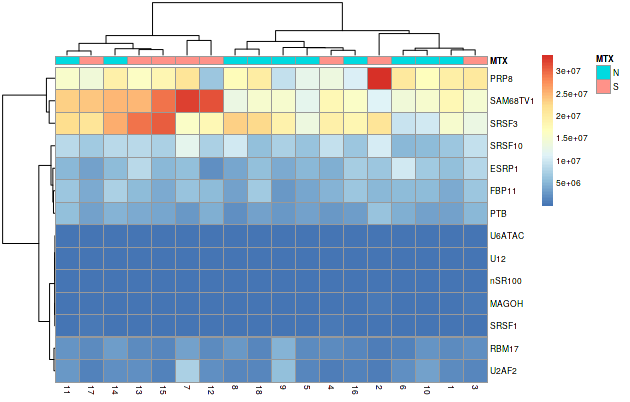 MTX
PRP8
SAM68TV1
SRSF3
SRSF10
ESRP1
FBP11
PTB
U6ATAC
U12
nSR100
MAGOH
SRSF1
RBM17
U2AF2
11 17 14 13 15 7 12 8 18 9 5 4 16 2 6 10 1 3
3e+07
2.5e+07
2e+07
1.5e+07
1e+07
5e+06
MTX
N
S